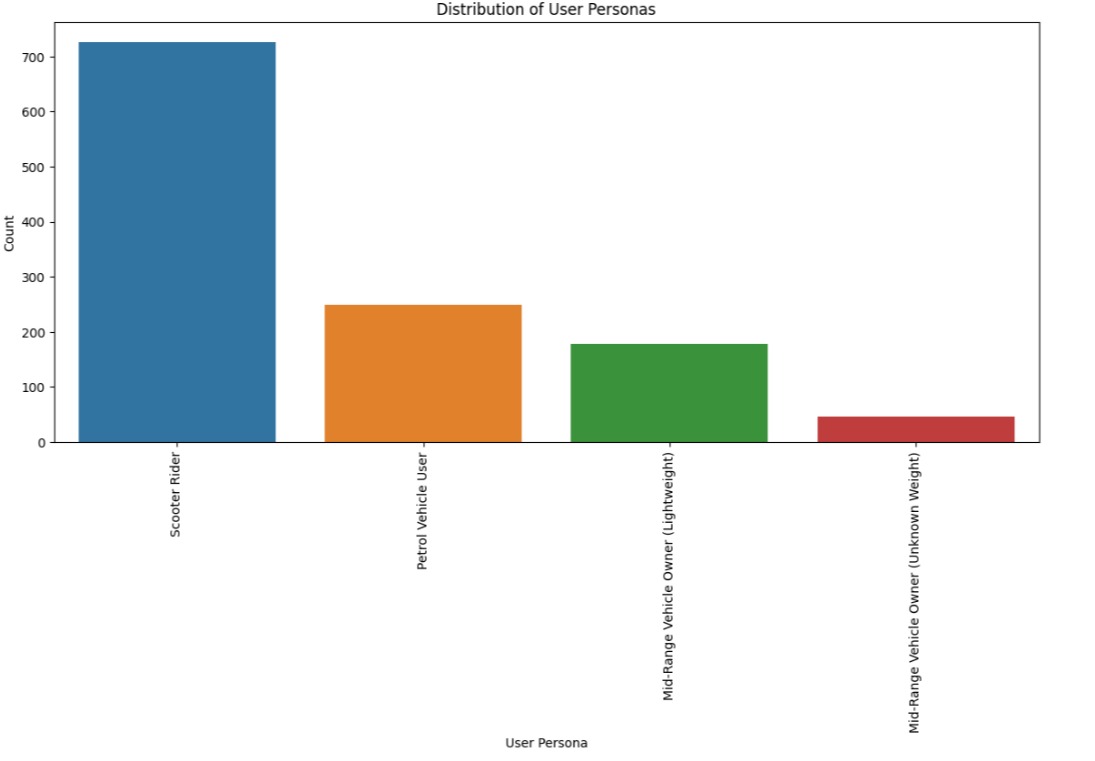 Distribution of User Personas
Count
700
600
500
400
300
200
100
0
Scooter Rider
Petrol Vehicle User
Mid-Range Vehicle Owner (Lightweight)
Mid-Range Vehicle Owner (Unknown Weight)
User Persona